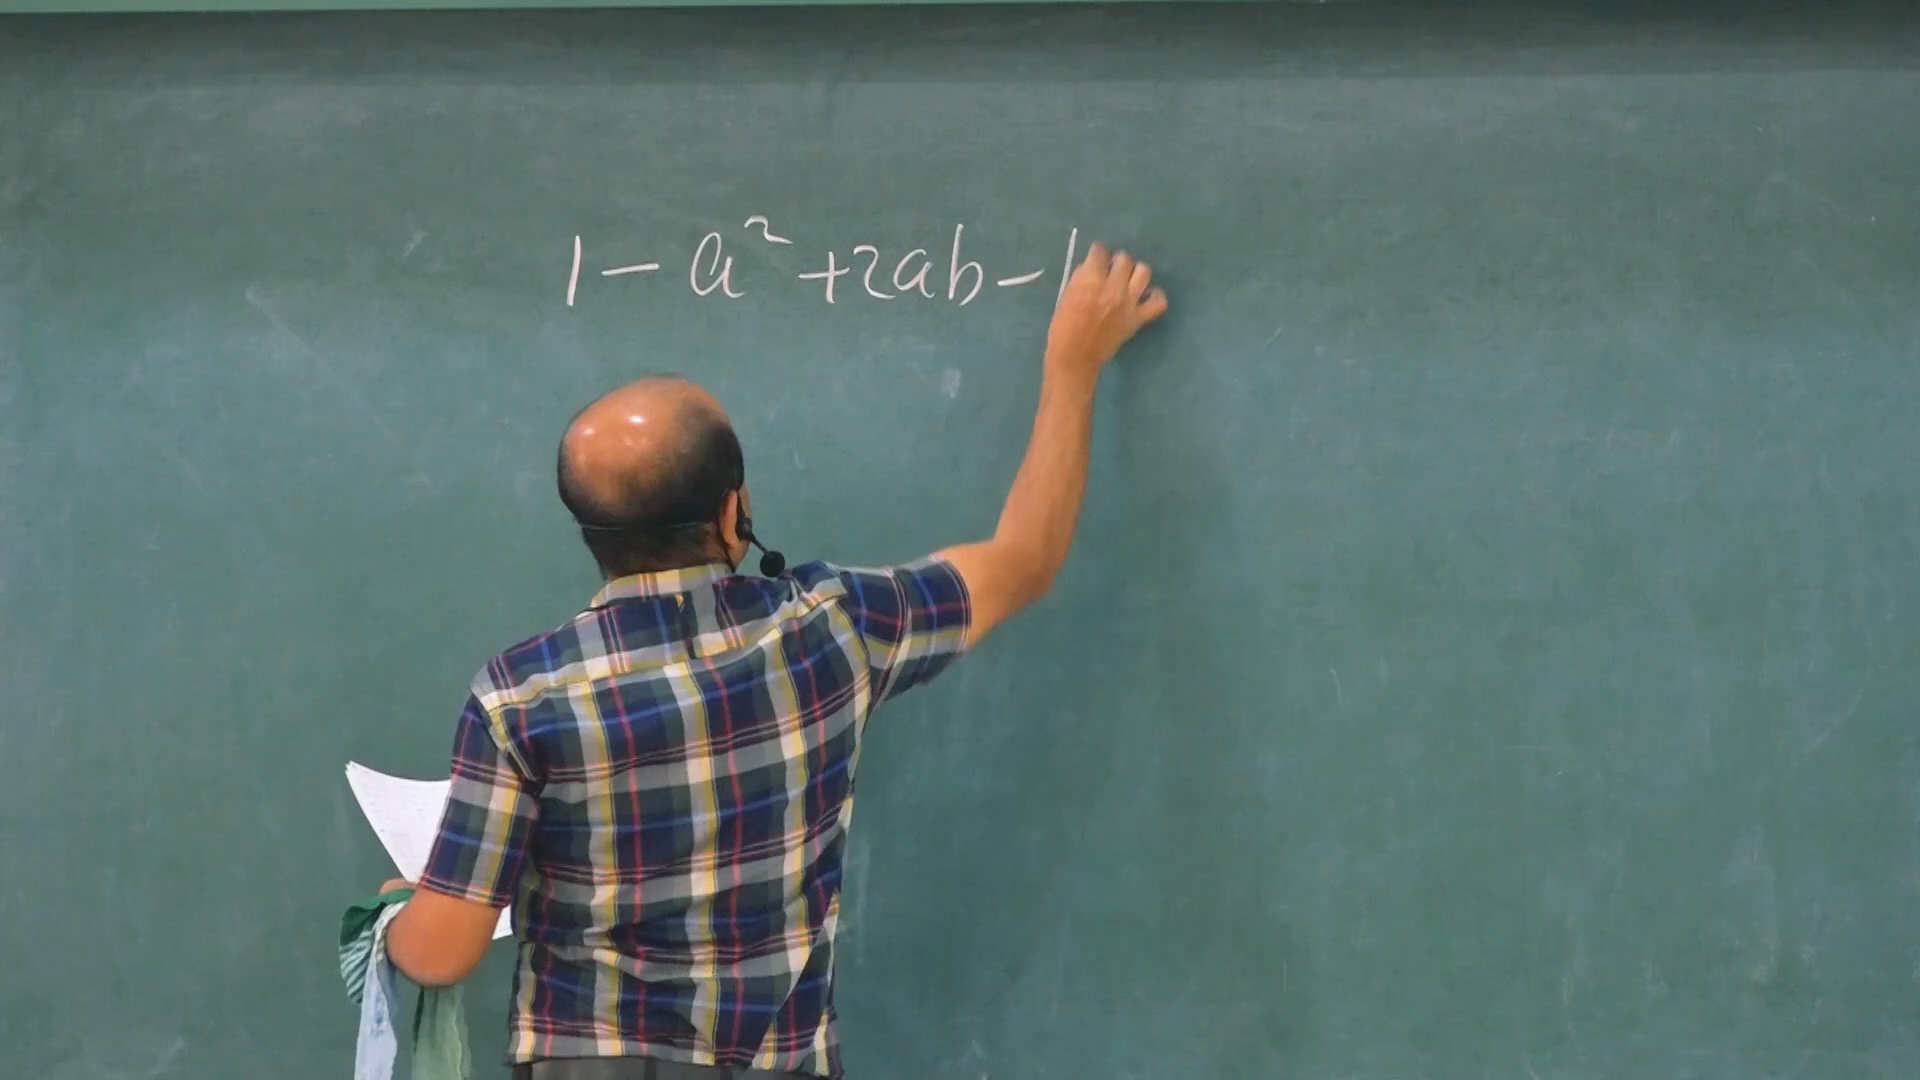 1 - a² + 2ab -